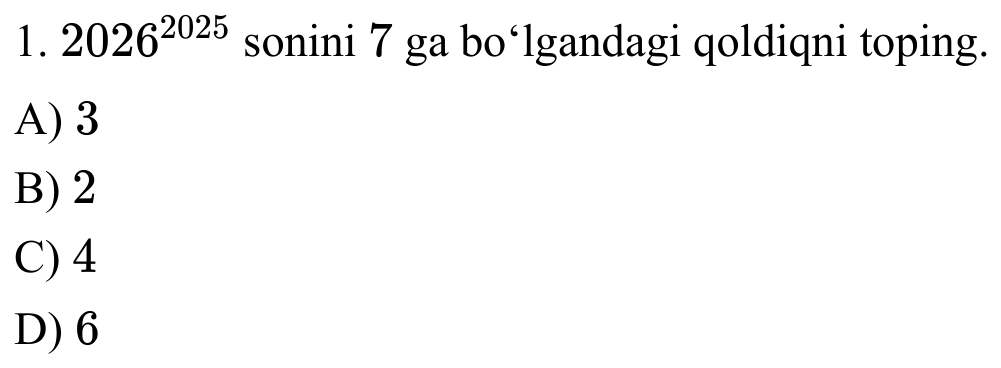 1. 2026^2025 sonini 7 ga bo‘lgandagi qoldiqni toping.
A) 3
B) 2
C) 4
D) 6